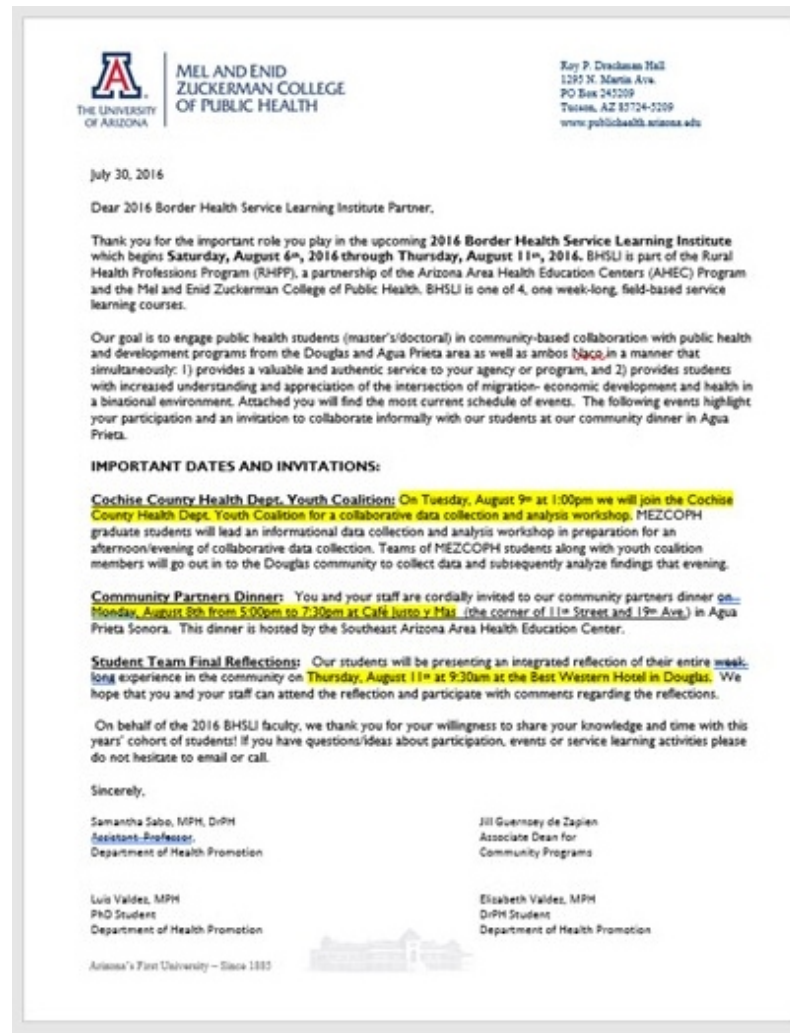 THE UNIVERSITY
OF ARIZONA
MEL AND ENID
ZUCKERMAN COLLEGE
OF PUBLIC HEALTH
Roy P. Drachman Hall
1295 N. Martin Ave.
PO Box 245209
Tucson, AZ 85724-5209
www.publichealth.arizona.edu
July 30, 2016
Dear 2016 Border Health Service Learning Institute Partner,
Thank you for the important role you play in the upcoming 2016 Border Health Service Learning Institute
which begins Saturday, August 6th, 2016 through Thursday, August 11th, 2016. BHSLI is part of the Rural
Health Professions Program (RHPP), a partnership of the Arizona Area Health Education Centers (AHEC) Program
and the Mel and Enid Zuckerman College of Public Health. BHSLI is one of 4, one week-long, field-based service
learning courses.
Our goal is to engage public health students (master's/doctoral) in community-based collaboration with public health
and development programs from the Douglas and Agua Prieta area as well as ambos Naco in a manner that
simultaneously: 1) provides a valuable and authentic service to your agency or program, and 2) provides students
with increased understanding and appreciation of the intersection of migration- economic development and health in
a binational environment. Attached you will find the most current schedule of events. The following events highlight
your participation and an invitation to collaborate informally with our students at our community dinner in Agua
Prieta.
IMPORTANT DATES AND INVITATIONS:
Cochise County Health Dept. Youth Coalition: On Tuesday, August 9th at 1:00pm we will join the Cochise
County Health Dept. Youth Coalition for a collaborative data collection and analysis workshop. MEZCOPH
graduate students will lead an informational data collection and analysis workshop in preparation for an
afternoon/evening of collaborative data collection. Teams of MEZCOPH students along with youth coalition
members will go out in to the Douglas community to collect data and subsequently analyze findings that evening.
Community Partners Dinner: You and your staff are cordially invited to our community partners dinner on
Monday, August 8th from 5:00pm to 7:30pm at Café Justo y Mas (the corner of 11th Street and 19th Ave.) in Agua
Prieta Sonora. This dinner is hosted by the Southeast Arizona Area Health Education Center.
Student Team Final Reflections: Our students will be presenting an integrated reflection of their entire week-
long experience in the community on Thursday, August 11th at 9:30am at the Best Western Hotel in Douglas. We
hope that you and your staff can attend the reflection and participate with comments regarding the reflections.
On behalf of the 2016 BHSLI faculty, we thank you for your willingness to share your knowledge and time with this
years' cohort of students! If you have questions/ideas about participation, events or service learning activities please
do not hesitate to email or call.
Sincerely,
Samantha Sabo, MPH, DrPH
Assistant Professor,
Department of Health Promotion
Jill Guernsey de Zapien
Associate Dean for
Community Programs
Luis Valdez, MPH
PhD Student
Department of Health Promotion
Elizabeth Valdez, MPH
DrPH Student
Department of Health Promotion
Arizona's First University – Since 1885